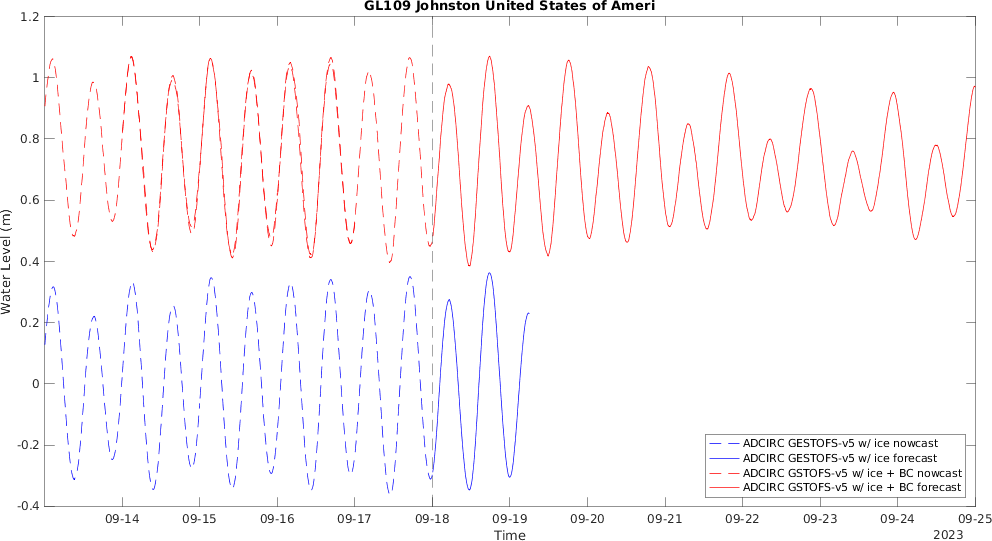 GL109 Johnston United States of Ameri
1.2
1
0.8
0.6
0.4
0.2
0
-0.2
-0.4
Water Level (m)
ADCIRC GESTOFS-v5 w/ ice nowcast
ADCIRC GESTOFS-v5 w/ ice forecast
ADCIRC GSTOFS-v5 w/ ice + BC nowcast
ADCIRC GSTOFS-v5 w/ ice + BC forecast
09-14 09-15 09-16 09-17 09-18 09-19 09-20 09-21 09-22 09-23 09-24 09-25
Time
2023